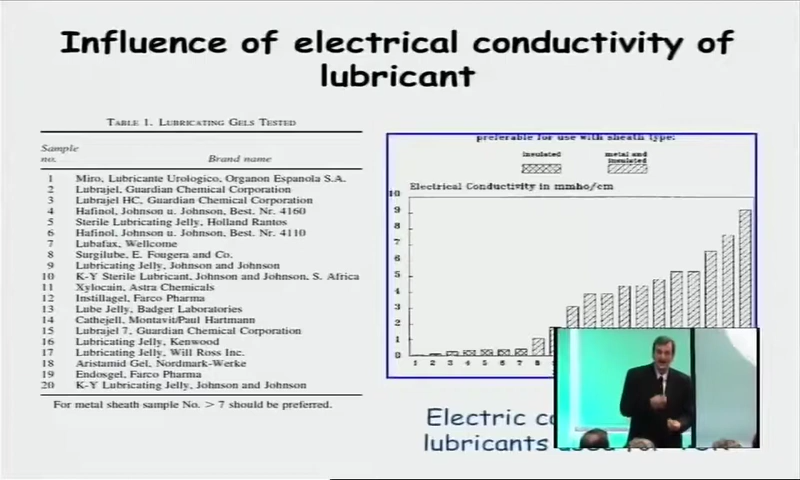 Influence of electrical conductivity of
lubricant
TABLE 1. LUBRICATING GELS TESTED
Sample
no. Brand name
1 Miro, Lubricante Urologico, Organon Espanola S.A.
2 Lubrajel, Guardian Chemical Corporation
3 Lubrajel HC, Guardian Chemical Corporation
4 Hafinol, Johnson u. Johnson, Best. Nr. 4160
5 Sterile Lubricating Jelly, Holland Rantos
6 Hafinol, Johnson u. Johnson, Best. Nr. 4110
7 Lubafax, Wellcome
8 Surgilube, E. Fougera and Co.
9 Lubricating Jelly, Johnson and Johnson
10 K-Y Sterile Lubricant, Johnson and Johnson, S. Africa
11 Xylocain, Astra Chemicals
12 Instillagel, Farco Pharma
13 Lube Jelly, Badger Laboratories
14 Cathejell, Montavit/Paul Hartmann
15 Lubrajel 7, Guardian Chemical Corporation
16 Lubricating Jelly, Kenwood
17 Lubricating Jelly, Will Ross Inc.
18 Aristamid Gel, Nordmark-Werke
19 Endosgel, Farco Pharma
20 K-Y Lubricating Jelly, Johnson and Johnson
For metal sheath sample No. > 7 should be preferred.
preferable for use with sheath type:
insulated
metal and
insulated
Electrical Conductivity in mmho/cm
10
9
8
7
6
5
4
3
2
1
0
1 2 3 4 5 6 7 8 9
Electric
lubricants